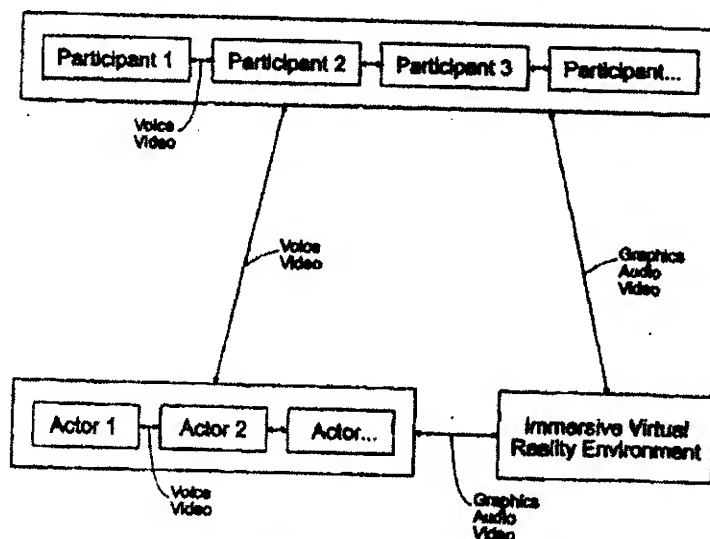 Participant 1
Participant 2
Participant 3
Participant...
Voice
Video
Voice
Video
Graphics
Audio
Video
Actor 1
Actor 2
Actor...
Immersive Virtual
Reality Environment
Voice
Video
Graphics
Audio
Video